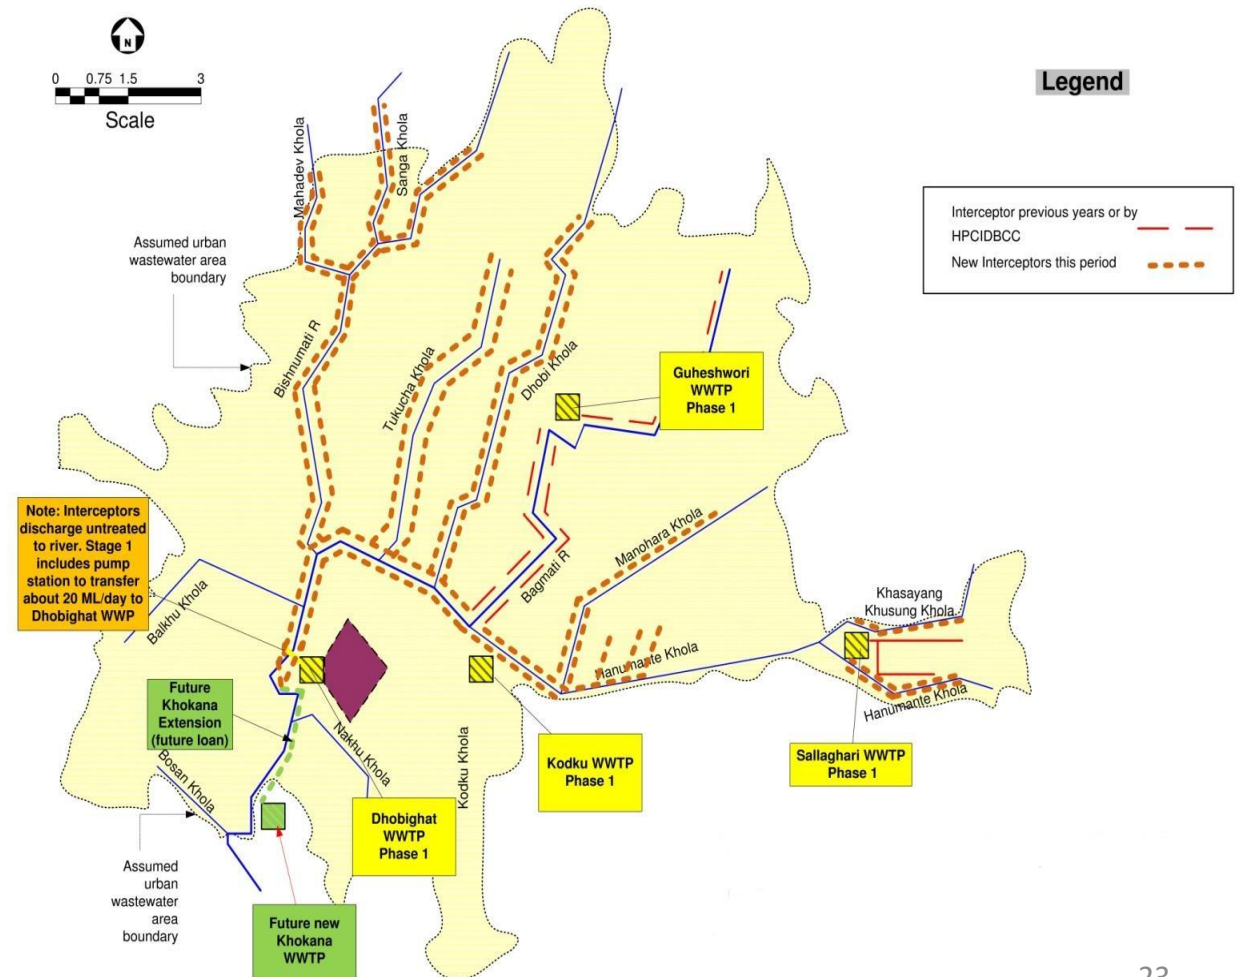 N
0 0.75 1.5 3
Scale
Legend
Interceptor previous years or by
HPCIDBCC
New Interceptors this period
Mahadev Khola
Sanga Khola
Assumed urban
wastewater area
boundary
Bishnumati R
Tukucha Khola
Dhobi Khola
Guheshwori
WWTP
Phase 1
Note: Interceptors
discharge untreated
to river. Stage 1
includes pump
station to transfer
about 20 ML/day to
Dhobighat WWP
Balkhu Khola
Bagmati R
Manohara Khola
Khasayang
Khusung Khola
Hanumante Khola
Hanumante Khola
Future
Khokana
Extension
(future loan)
Nakhu Khola
Kodku Khola
Bosan Khola
Kodku WWTP
Phase 1
Sallaghari WWTP
Phase 1
Dhobighat
WWTP
Phase 1
Assumed
urban
wastewater
area
boundary
Future new
Khokana
WWTP
23